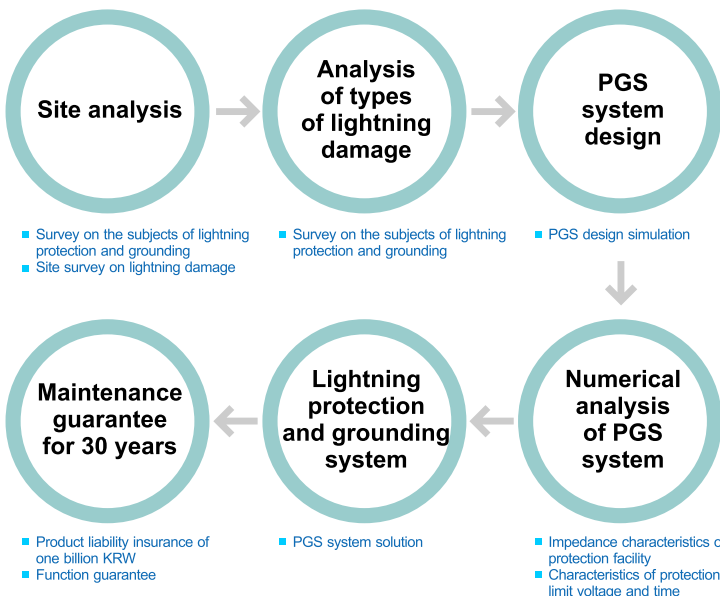 Site analysis
Analysis
of types
of lightning
damage
PGS
system
design
Survey on the subjects of lightning
protection and grounding
Site survey on lightning damage
Survey on the subjects of lightning
protection and grounding
PGS design simulation
Maintenance
guarantee
for 30 years
Lightning
protection
and grounding
system
Numerical
analysis
of PGS
system
Product liability insurance of
one billion KRW
Function guarantee
PGS system solution
Impedance characteristics
protection facility
Characteristics of protection
limit voltage and time